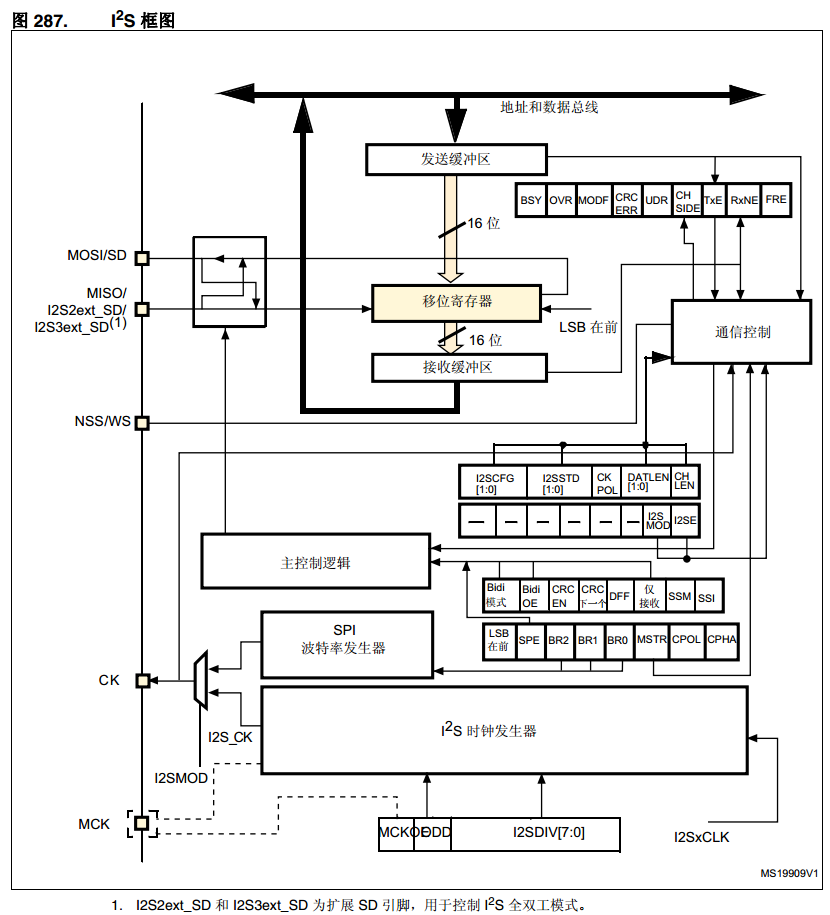 图 287. I2S 框图
地址和数据总线
发送缓冲区
16 位
BSY OVR MODF CRC ERR UDR CH SIDE TxE RxNE FRE
MOSI/SD
MISO/
I2S2ext_SD/
I2S3ext_SD(1)
移位寄存器
LSB 在前
通信控制
16 位
接收缓冲区
NSS/WS
I2SCFG [1:0] I2SSTD [1:0] CK POL DATLEN [1:0] CH LEN
I2S MOD I2SE
主控制逻辑
Bidi 模式 Bidi OE CRC EN CRC 下一个 DFF 仅 接收 SSM SSI
LSB 在前 SPE BR2 BR1 BR0 MSTR CPOL CPHA
SPI
波特率发生器
CK
I2S 时钟发生器
I2S_CK
I2SMOD
MCK
MCKOE ODD I2SDIV[7:0]
I2SxCLK
MS19909V1
1. I2S2ext_SD 和 I2S3ext_SD 为扩展 SD 引脚，用于控制 I2S 全双工模式。